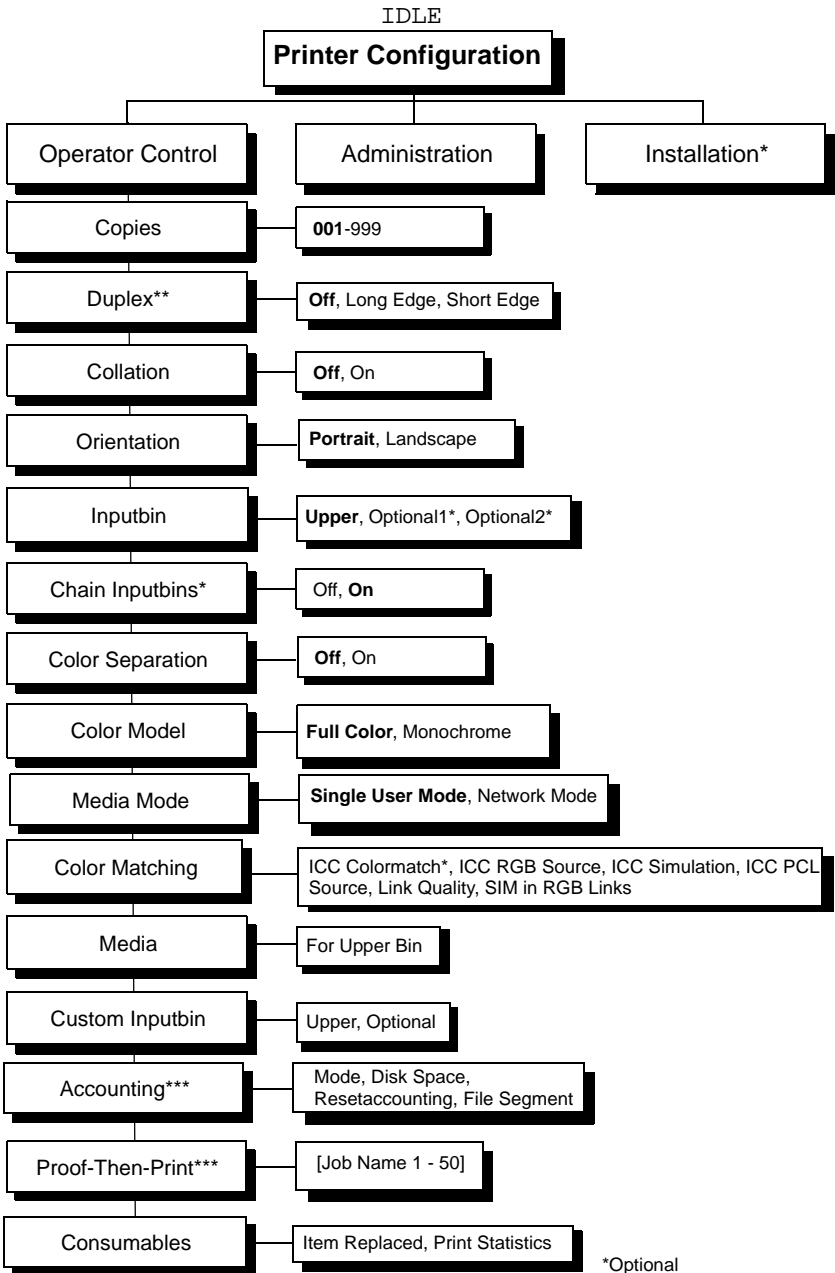 IDLE
Printer Configuration
Operator Control
Administration
Installation*
Copies
001-999
Duplex**
Off, Long Edge, Short Edge
Collation
Off, On
Orientation
Portrait, Landscape
Inputbin
Upper, Optional1*, Optional2*
Chain Inputbins*
Off, On
Color Separation
Off, On
Color Model
Full Color, Monochrome
Media Mode
Single User Mode, Network Mode
Color Matching
ICC Colormatch*, ICC RGB Source, ICC Simulation, ICC PCL
Source, Link Quality, SIM in RGB Links
Media
For Upper Bin
Custom Inputbin
Upper, Optional
Accounting***
Mode, Disk Space,
Resetaccounting, File Segment
Proof-Then-Print***
[Job Name 1 - 50]
Consumables
Item Replaced, Print Statistics
*Optional